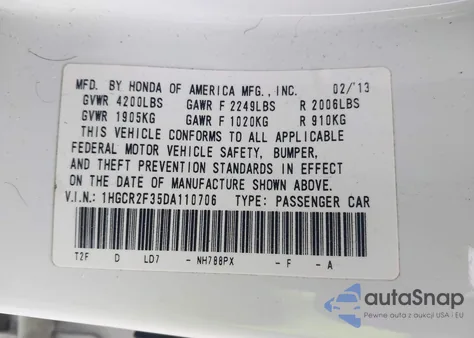 MFD. BY HONDA OF AMERICA MFG., INC. 02/'13
GVWR 4200LBS GAWR F 2249LBS R 2006LBS
GVWR 1905KG GAWR F 1020KG R 910KG
THIS VEHICLE CONFORMS TO ALL APPLICABLE
FEDERAL MOTOR VEHICLE SAFETY, BUMPER,
AND THEFT PREVENTION STANDARDS IN EFFECT
ON THE DATE OF MANUFACTURE SHOWN ABOVE.
V.I.N.: 1HGCR2F35DA110706 TYPE: PASSENGER CAR
T2F D LD7 - NH788PX - F - A
autoSnap
Pewne auta z aukcji USA i EU